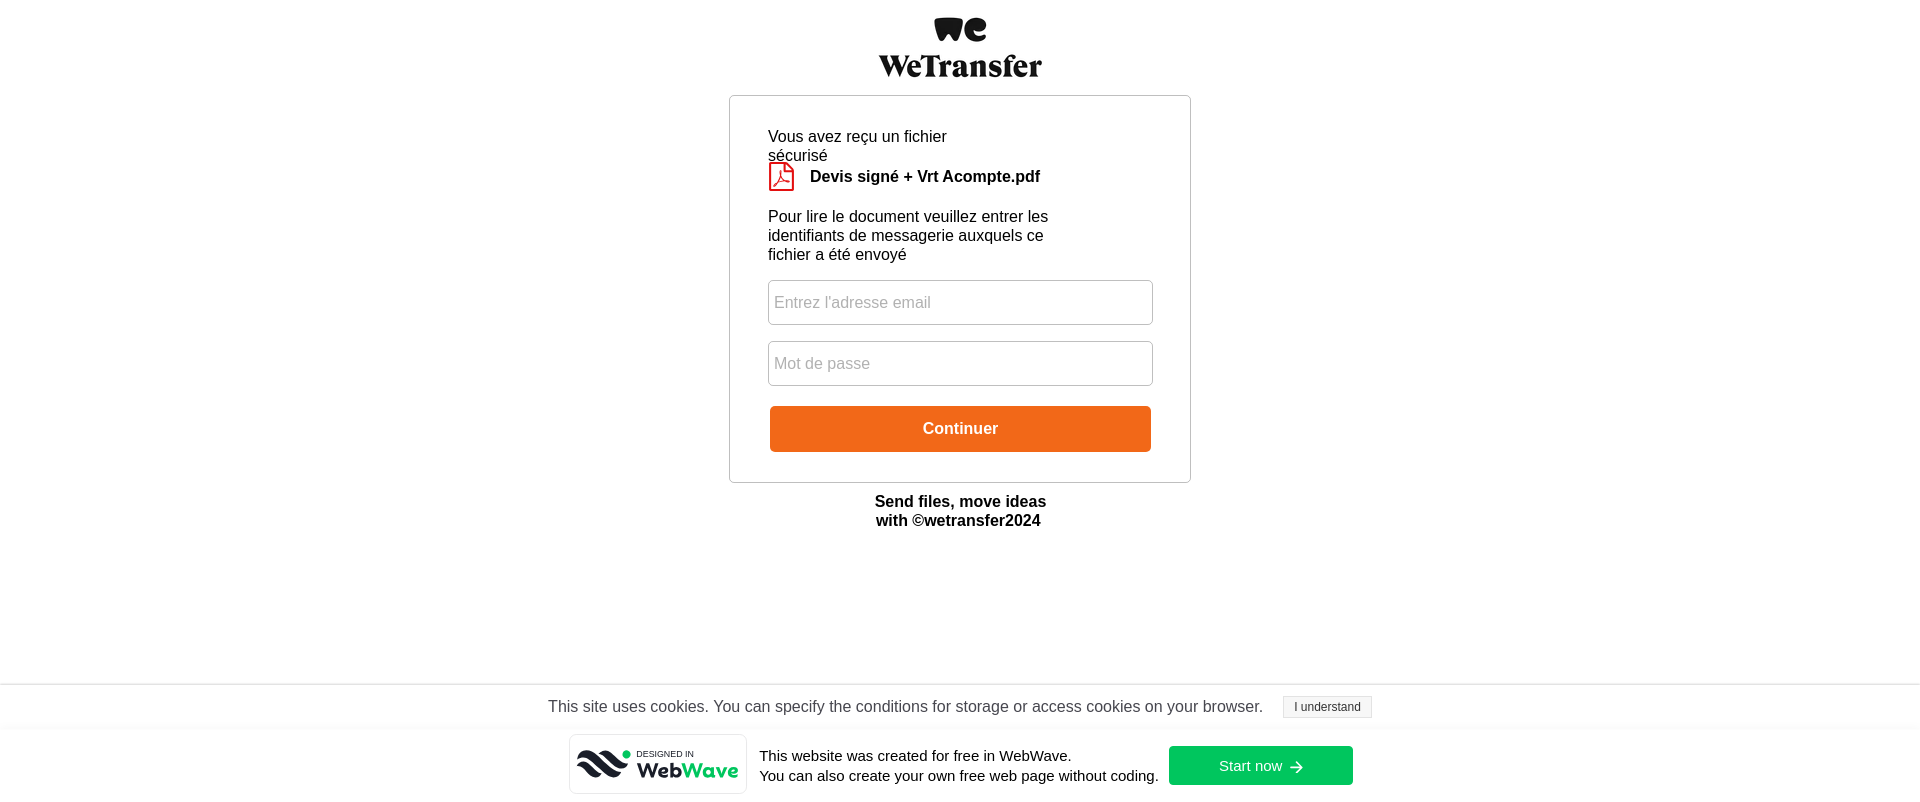 we
WeTransfer
Vous avez reçu un fichier
sécurisé
Devis signé + Vrt Acompte.pdf
Pour lire le document veuillez entrer les
identifiants de messagerie auxquels ce
fichier a été envoyé
Entrez l'adresse email
Mot de passe
Continuer
Send files, move ideas
with ©wetransfer2024
This site uses cookies. You can specify the conditions for storage or access cookies on your browser.
I understand
DESIGNED IN
WebWave
This website was created for free in WebWave.
You can also create your own free web page without coding.
Start now